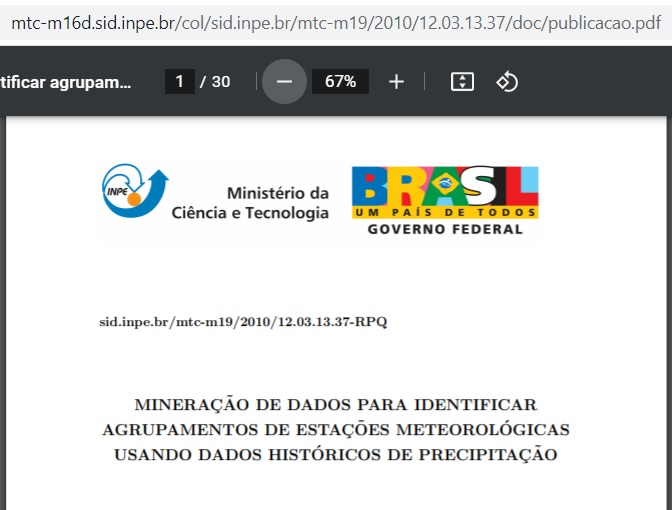 mtc-m16d.sid.inpe.br/col/sid.inpe.br/mtc-m19/2010/12.03.13.37/doc/publicacao.pdf
tificar agrupam... 1 / 30 67%
INPE
Ministério da
Ciência e Tecnologia
BRASIL
UM PAÍS DE TODOS
GOVERNO FEDERAL
sid.inpe.br/mtc-m19/2010/12.03.13.37-RPQ
MINERAÇÃO DE DADOS PARA IDENTIFICAR
AGRUPAMENTOS DE ESTAÇÕES METEOROLÓGICAS
USANDO DADOS HISTÓRICOS DE PRECIPITAÇÃO